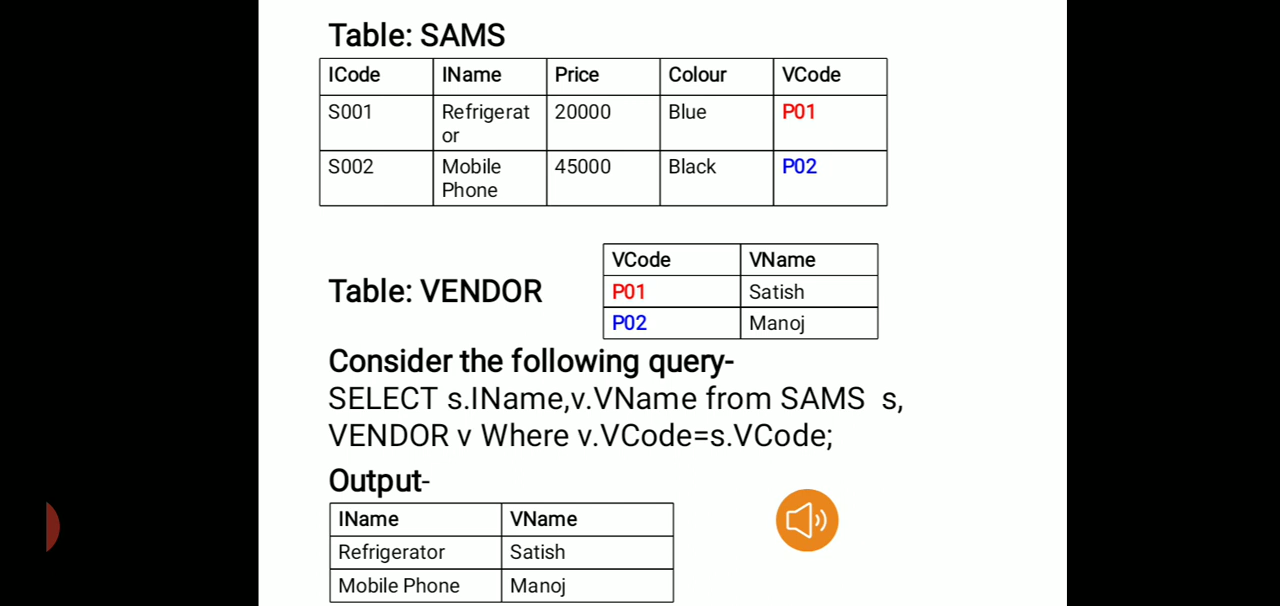 Table: SAMS
ICode IName Price Colour VCode
S001 Refrigerat 20000 Blue P01
or
S002 Mobile 45000 Black P02
Phone
VCode VName
Table: VENDOR P01 Satish
P02 Manoj
Consider the following query-
SELECT s.IName,v.VName from SAMS s,
VENDOR v Where v.VCode=s.VCode;
Output-
IName VName
Refrigerator Satish
Mobile Phone Manoj